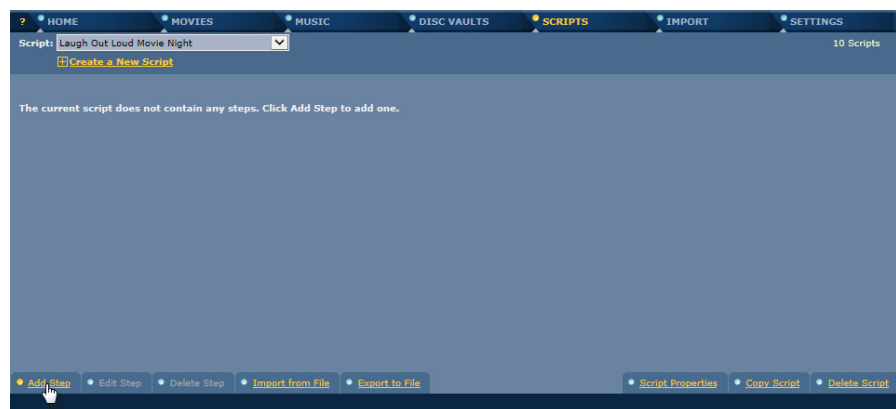 ? HOME MOVIES MUSIC DISC VAULTS SCRIPTS IMPORT SETTINGS
Script: Laugh Out Loud Movie Night 10 Scripts
Create a New Script
The current script does not contain any steps. Click Add Step to add one.
Add Step Edit Step Delete Step Import from File Export to File Script Properties Copy Script Delete Script